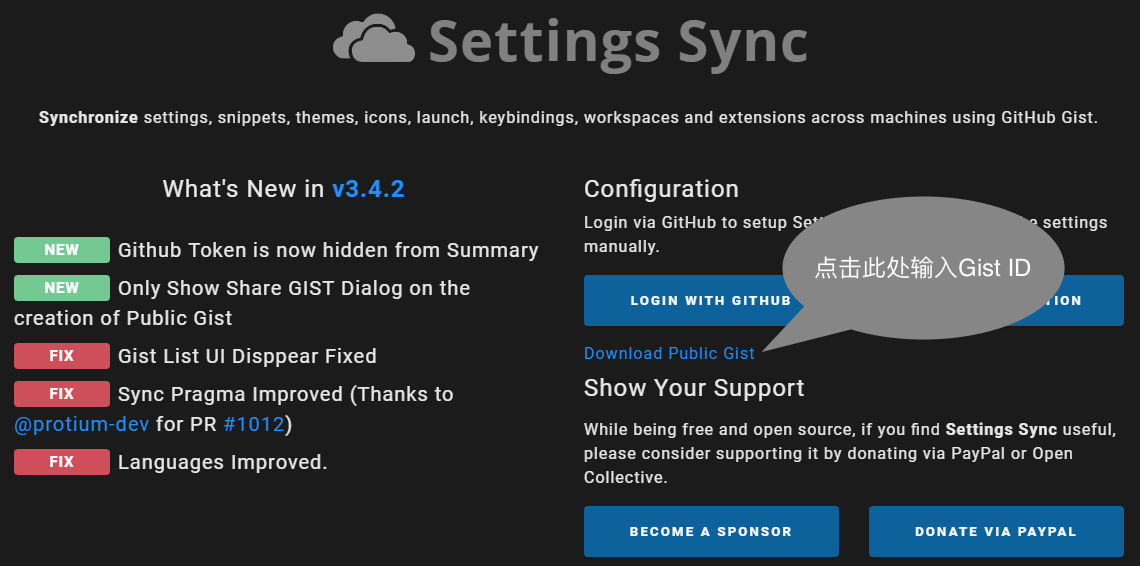 Settings Sync
Synchronize settings, snippets, themes, icons, launch, keybindings, workspaces and extensions across machines using GitHub Gist.
What's New in v3.4.2
NEW Github Token is now hidden from Summary
NEW Only Show Share GIST Dialog on the
creation of Public Gist
FIX Gist List UI Disppear Fixed
FIX Sync Pragma Improved (Thanks to
@protium-dev for PR #1012)
FIX Languages Improved.
Configuration
Login via GitHub to setup settings
manually.
LOGIN WITH GITHUB
点击此处输入Gist ID
Download Public Gist
Show Your Support
While being free and open source, if you find Settings Sync useful,
please consider supporting it by donating via PayPal or Open
Collective.
BECOME A SPONSOR
DONATE VIA PAYPAL